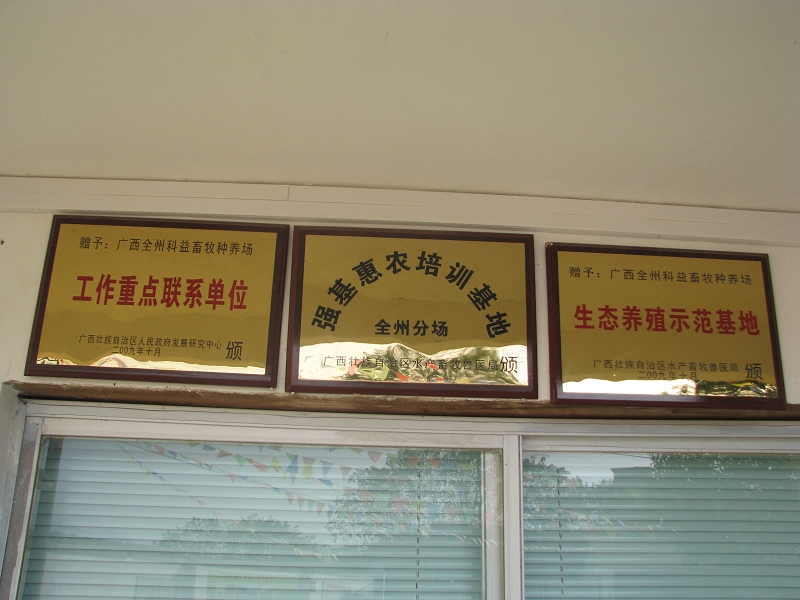 赠予：广西全州科益畜牧种养场
工作重点联系单位
广西壮族自治区人民政府发展研究中心
二00九年十月
颁
强基惠农培训基地
全州分场
广西壮族自治区水产畜牧兽医局 颁
赠予：广西全州科益畜牧种养场
生态养殖示范基地
广西壮族自治区水产畜牧兽医局
二00九年十月
颁